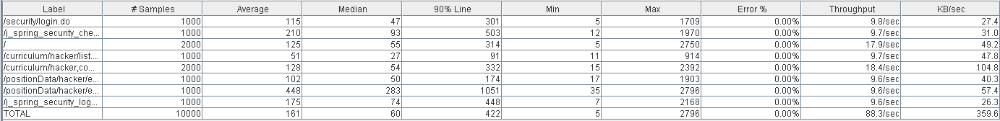 Label # Samples Average Median 90% Line Min Max Error % Throughput KB/sec
/security/login.do 1000 115 47 301 5 1709 0.00% 9.8/sec 27.4
/j_spring_security_che... 1000 210 93 503 12 1970 0.00% 9.7/sec 31.0
/ 2000 125 55 314 5 2750 0.00% 17.9/sec 49.2
/curriculum/hacker/list.... 1000 51 27 91 11 914 0.00% 9.7/sec 47.8
/curriculum/hacker,co... 2000 128 54 332 15 2392 0.00% 18.4/sec 104.8
/positionData/hacker/e... 1000 102 50 174 17 1903 0.00% 9.6/sec 40.3
/positionData/hacker/e... 1000 448 283 1051 35 2796 0.00% 9.6/sec 57.4
/j_spring_security_log... 1000 175 74 448 7 2168 0.00% 9.6/sec 26.3
TOTAL 10000 161 60 422 5 2796 0.00% 88.3/sec 359.6